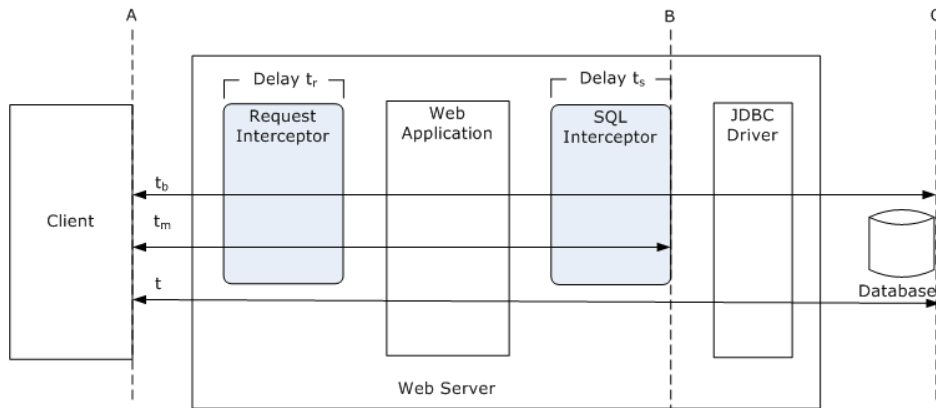 A
B
C
Delay tr
Delay ts
Request
Interceptor
Web
Application
SQL
Interceptor
JDBC
Driver
tb
Client
tm
t
Database
Web Server